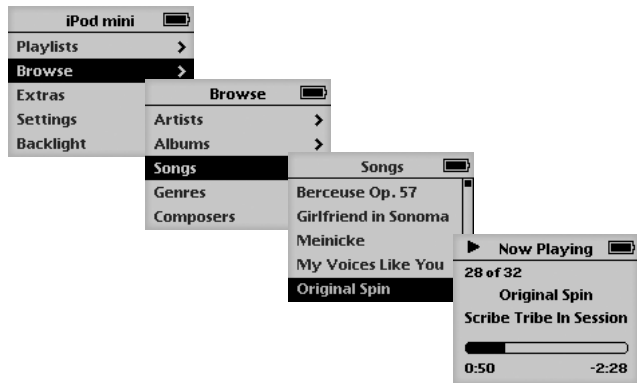 iPod mini
Playlists
Browse
Extras
Settings
Backlight
Browse
Artists
Albums
Songs
Genres
Composers
Songs
Berceuse Op. 57
Girlfriend in Sonoma
Meinicke
My Voices Like You
Original Spin
Now Playing
28 of 32
Original Spin
Scribe Tribe In Session
0:50 -2:28